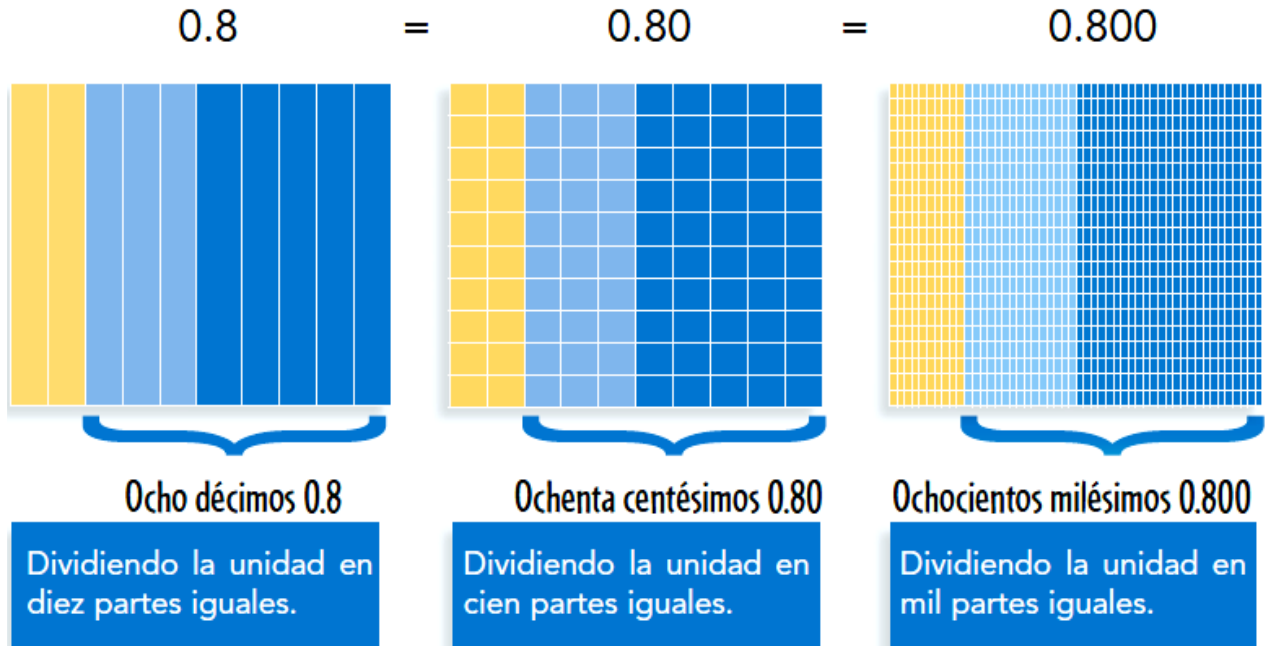 0.8 = 0.80 = 0.800
Ocho décimos 0.8
Ochenta centésimos 0.80
Ochocientos milésimos 0.800
Dividiendo la unidad en
diez partes iguales.
Dividiendo la unidad en
cien partes iguales.
Dividiendo la unidad en
mil partes iguales.